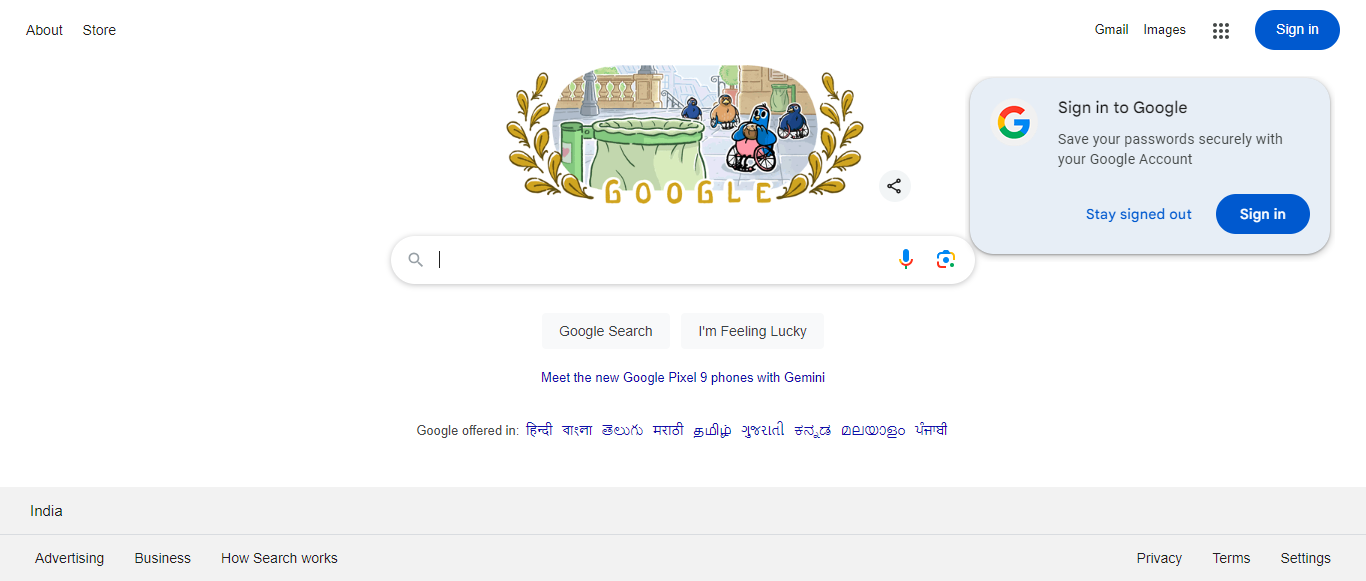 About Store
Gmail Images Sign in
GOOGLE
Sign in to Google
Save your passwords securely with
your Google Account
Stay signed out Sign in
Google Search I'm Feeling Lucky
Meet the new Google Pixel 9 phones with Gemini
Google offered in: हिन्दी বাংলা తెలుగు मराठी தமிழ் ગુજરાતી ಕನ್ನಡ മലയാളം ਪੰਜਾਬੀ
India
Advertising Business How Search works
Privacy Terms Settings